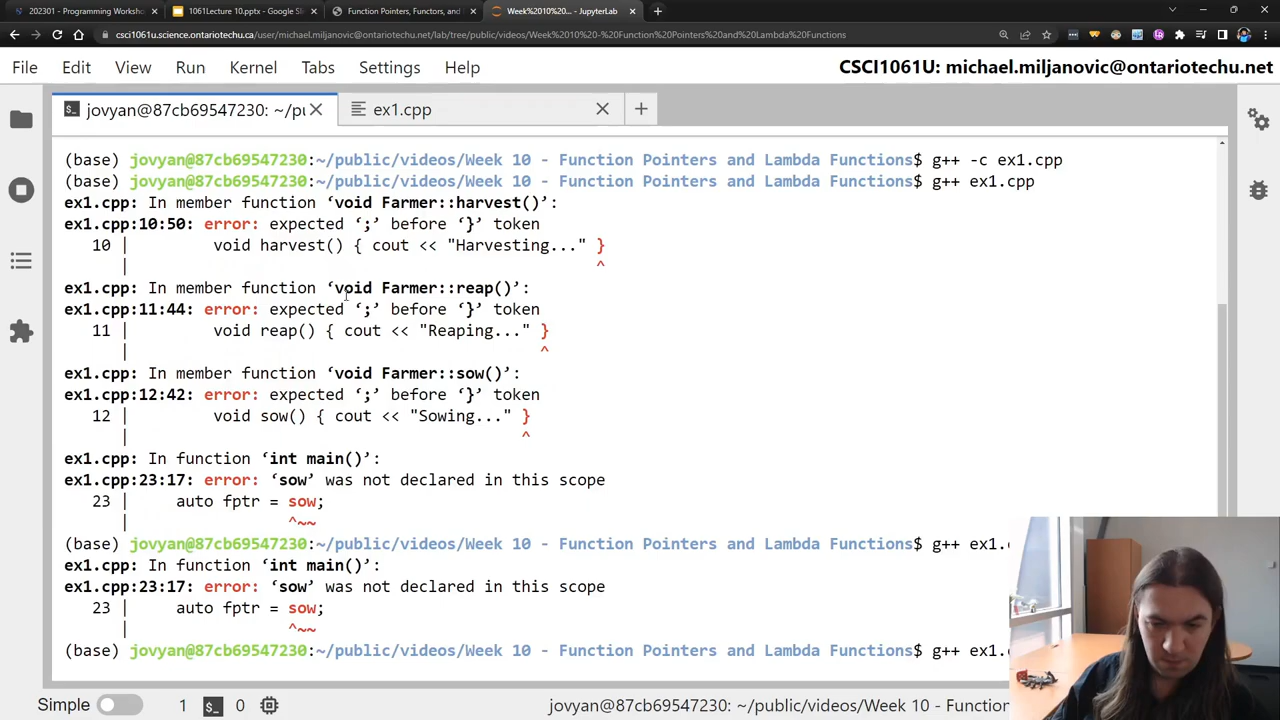 202301 - Programming Worksho
1061Lecture 10.pptx - Google Sli
Function Pointers, Functors, and
Week%2010%20... - JupyterLab
csci1061u.science.ontariotechu.ca/user/michael.miljanovic@ontariotechu.net/lab/tree/public/videos/Week%2010%20-%20Function%20Pointers%20and%20Lambda%20Functions
File Edit View Run Kernel Tabs Settings Help
CSCI1061U: michael.miljanovic@ontariotechu.net
jovyan@87cb69547230: ~/pu
ex1.cpp
(base) jovyan@87cb69547230:~/public/videos/Week 10 - Function Pointers and Lambda Functions$ g++ -c ex1.cpp
(base) jovyan@87cb69547230:~/public/videos/Week 10 - Function Pointers and Lambda Functions$ g++ ex1.cpp
ex1.cpp: In member function ‘void Farmer::harvest()’:
ex1.cpp:10:50: error: expected ‘;’ before ‘}’ token
10 | void harvest() { cout << "Harvesting..." }
| ^
ex1.cpp: In member function ‘void Farmer::reap()’:
ex1.cpp:11:44: error: expected ‘;’ before ‘}’ token
11 | void reap() { cout << "Reaping..." }
| ^
ex1.cpp: In member function ‘void Farmer::sow()’:
ex1.cpp:12:42: error: expected ‘;’ before ‘}’ token
12 | void sow() { cout << "Sowing..." }
| ^
ex1.cpp: In function ‘int main()’:
ex1.cpp:23:17: error: ‘sow’ was not declared in this scope
23 | auto fptr = sow;
| ^~~
(base) jovyan@87cb69547230:~/public/videos/Week 10 - Function Pointers and Lambda Functions$ g++ ex1.c
ex1.cpp: In function ‘int main()’:
ex1.cpp:23:17: error: ‘sow’ was not declared in this scope
23 | auto fptr = sow;
| ^~~
(base) jovyan@87cb69547230:~/public/videos/Week 10 - Function Pointers and Lambda Functions$ g++ ex1.c
Simple 1 0
jovyan@87cb69547230: ~/public/videos/Week 10 - Function